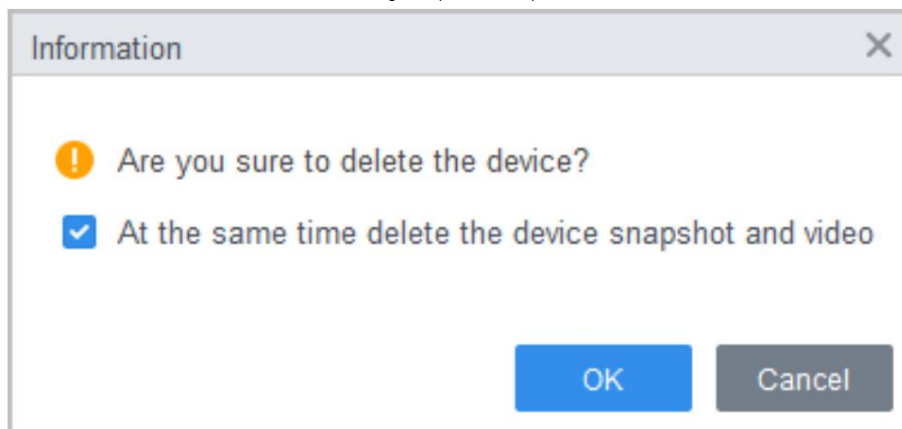 Information
Are you sure to delete the device?
At the same time delete the device snapshot and video
OK
Cancel